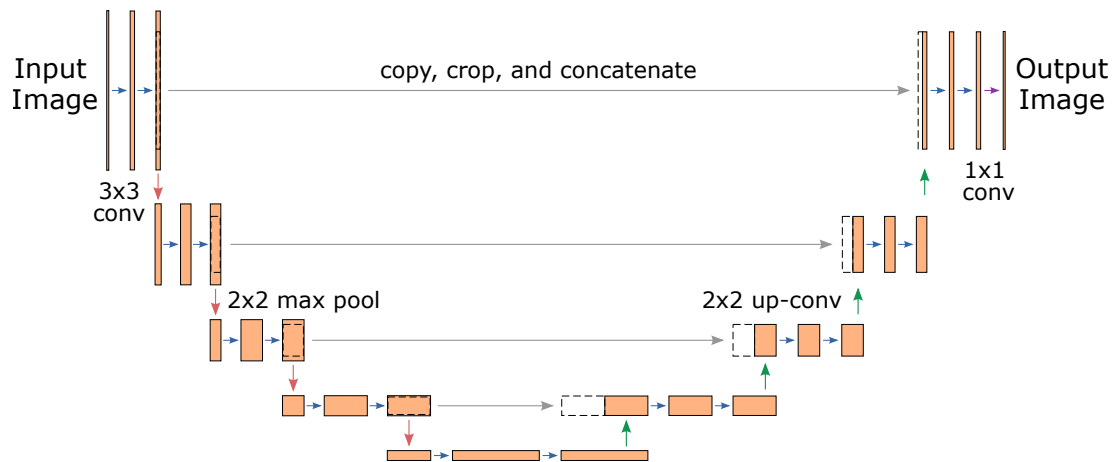 Input
Image
copy, crop, and concatenate
Output
Image
3x3
conv
1x1
conv
2x2 max pool
2x2 up-conv